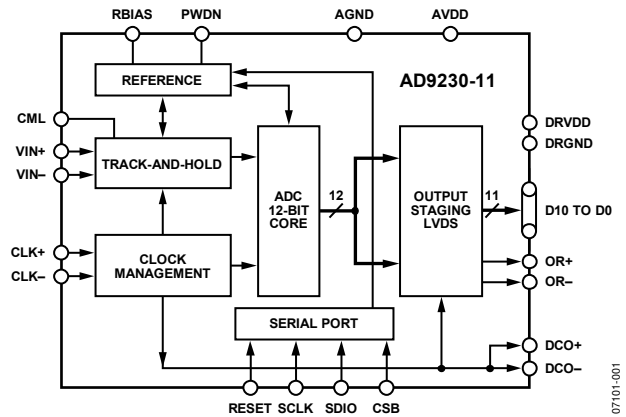 RBIAS PWDN AGND AVDD
REFERENCE
AD9230-11
CML
DRVDD
DRGND
VIN+
VIN–
TRACK-AND-HOLD
ADC
12-BIT
CORE
12
OUTPUT
STAGING
LVDS
11
D10 TO D0
CLK+
CLK–
CLOCK
MANAGEMENT
OR+
OR–
SERIAL PORT
DCO+
DCO–
RESET SCLK SDIO CSB
07101-001